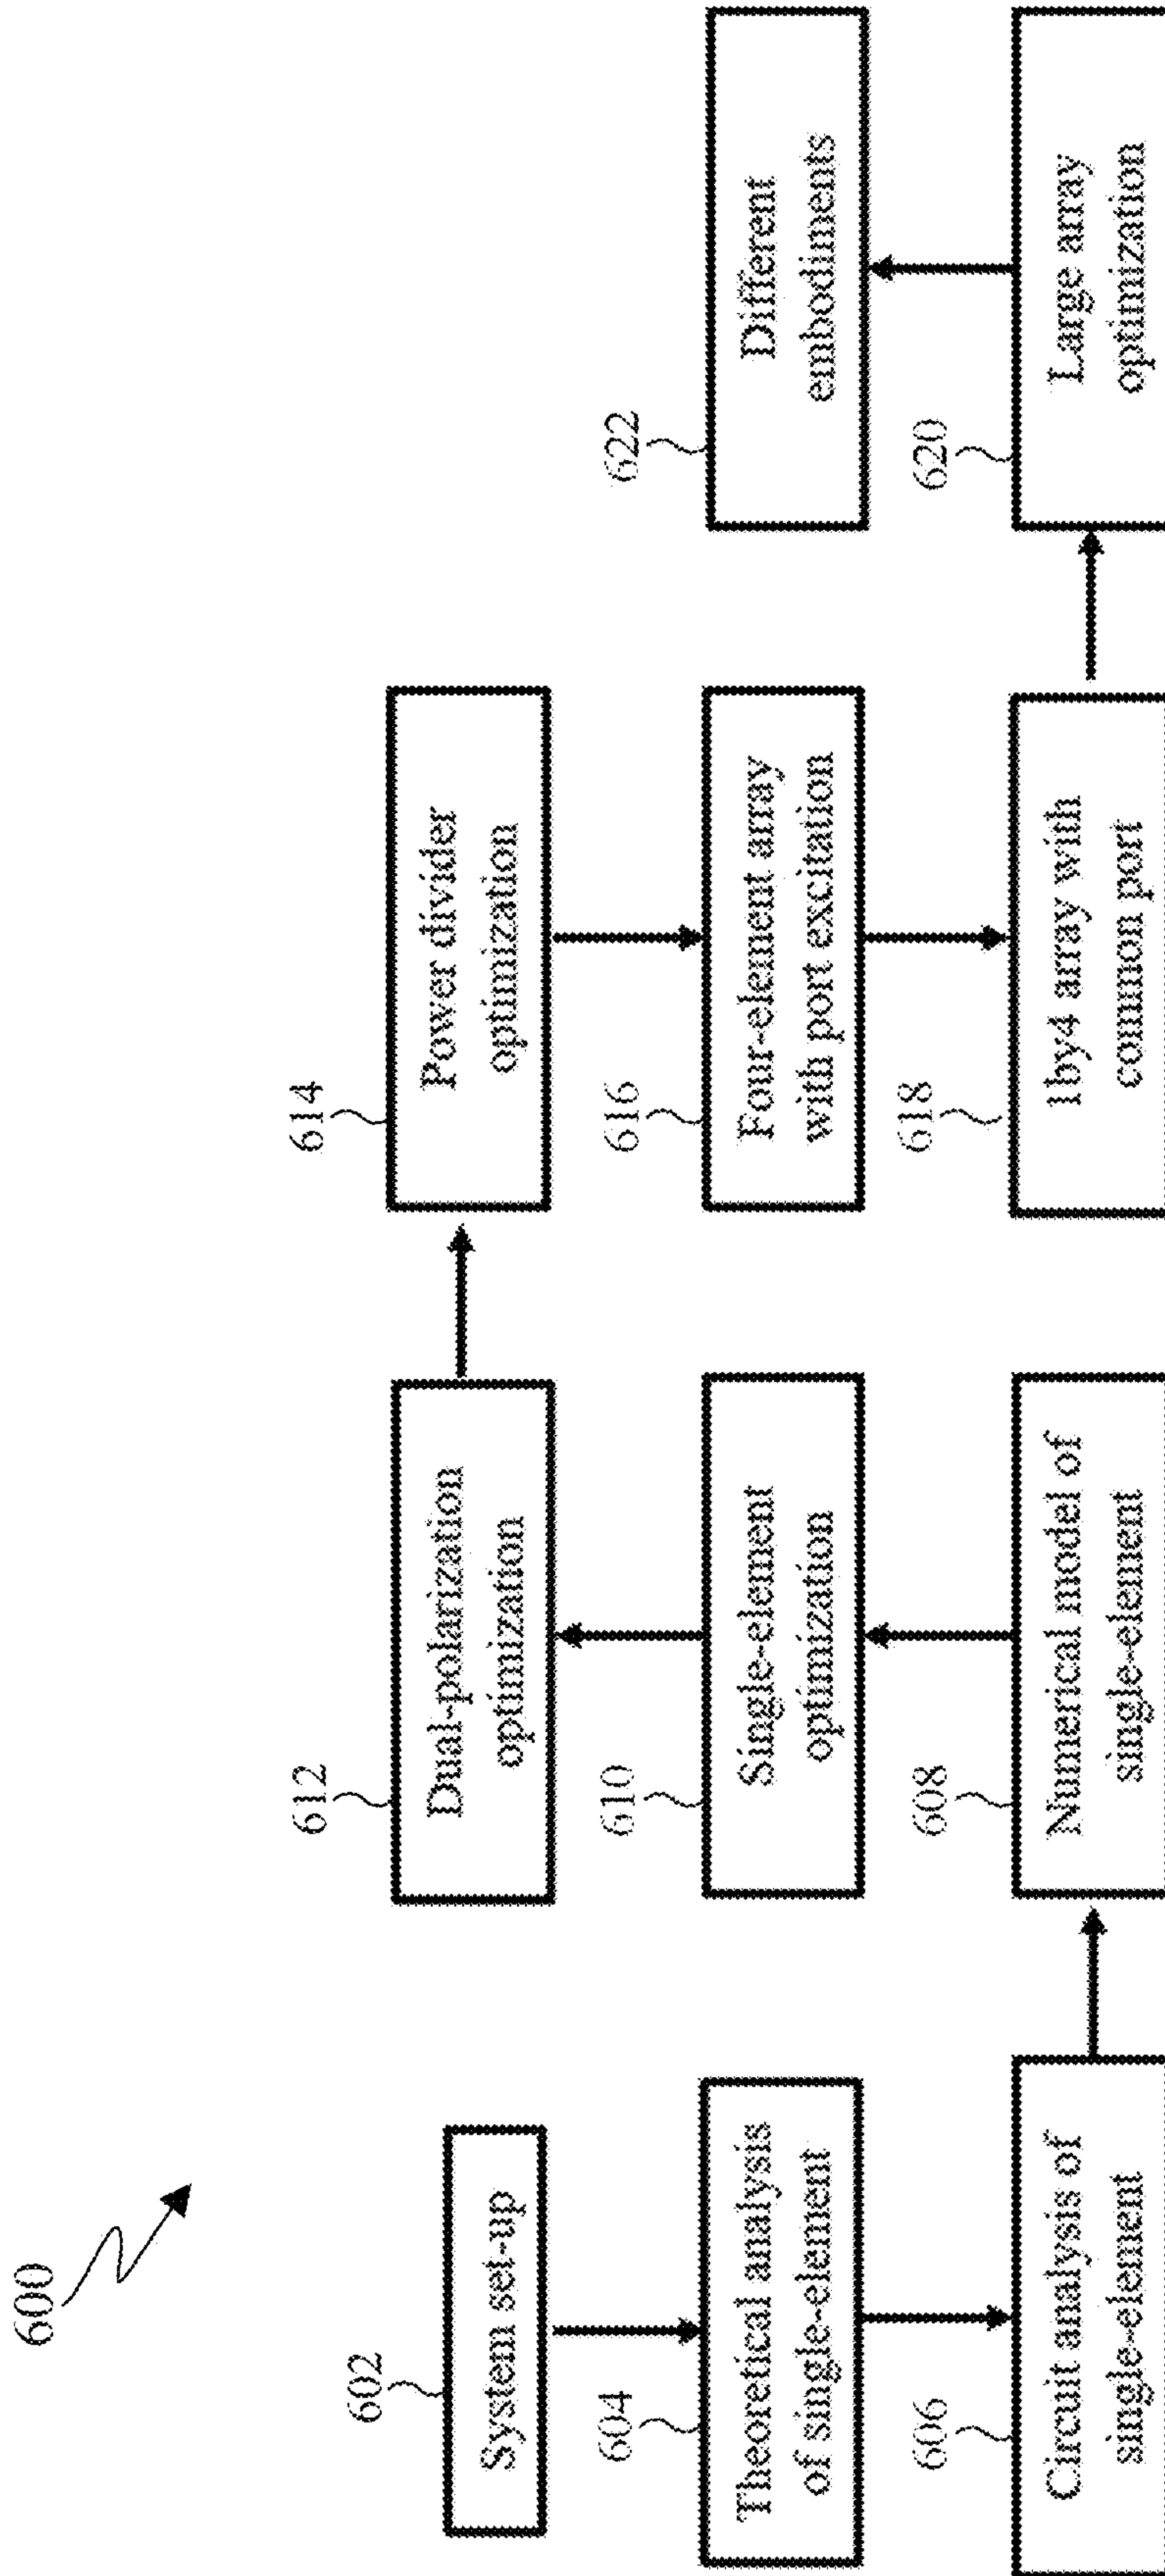 600
602
System set-up
604
Theoretical analysis
of single-element
606
Circuit analysis of
single-element
608
Numerical model of
single-element
610
Single-element
optimization
612
Dual-polarization
optimization
614
Power divider
optimization
616
Four-element array
with port excitation
618
1by4 array with
common port
620
Large array
optimization
622
Different
embodiments